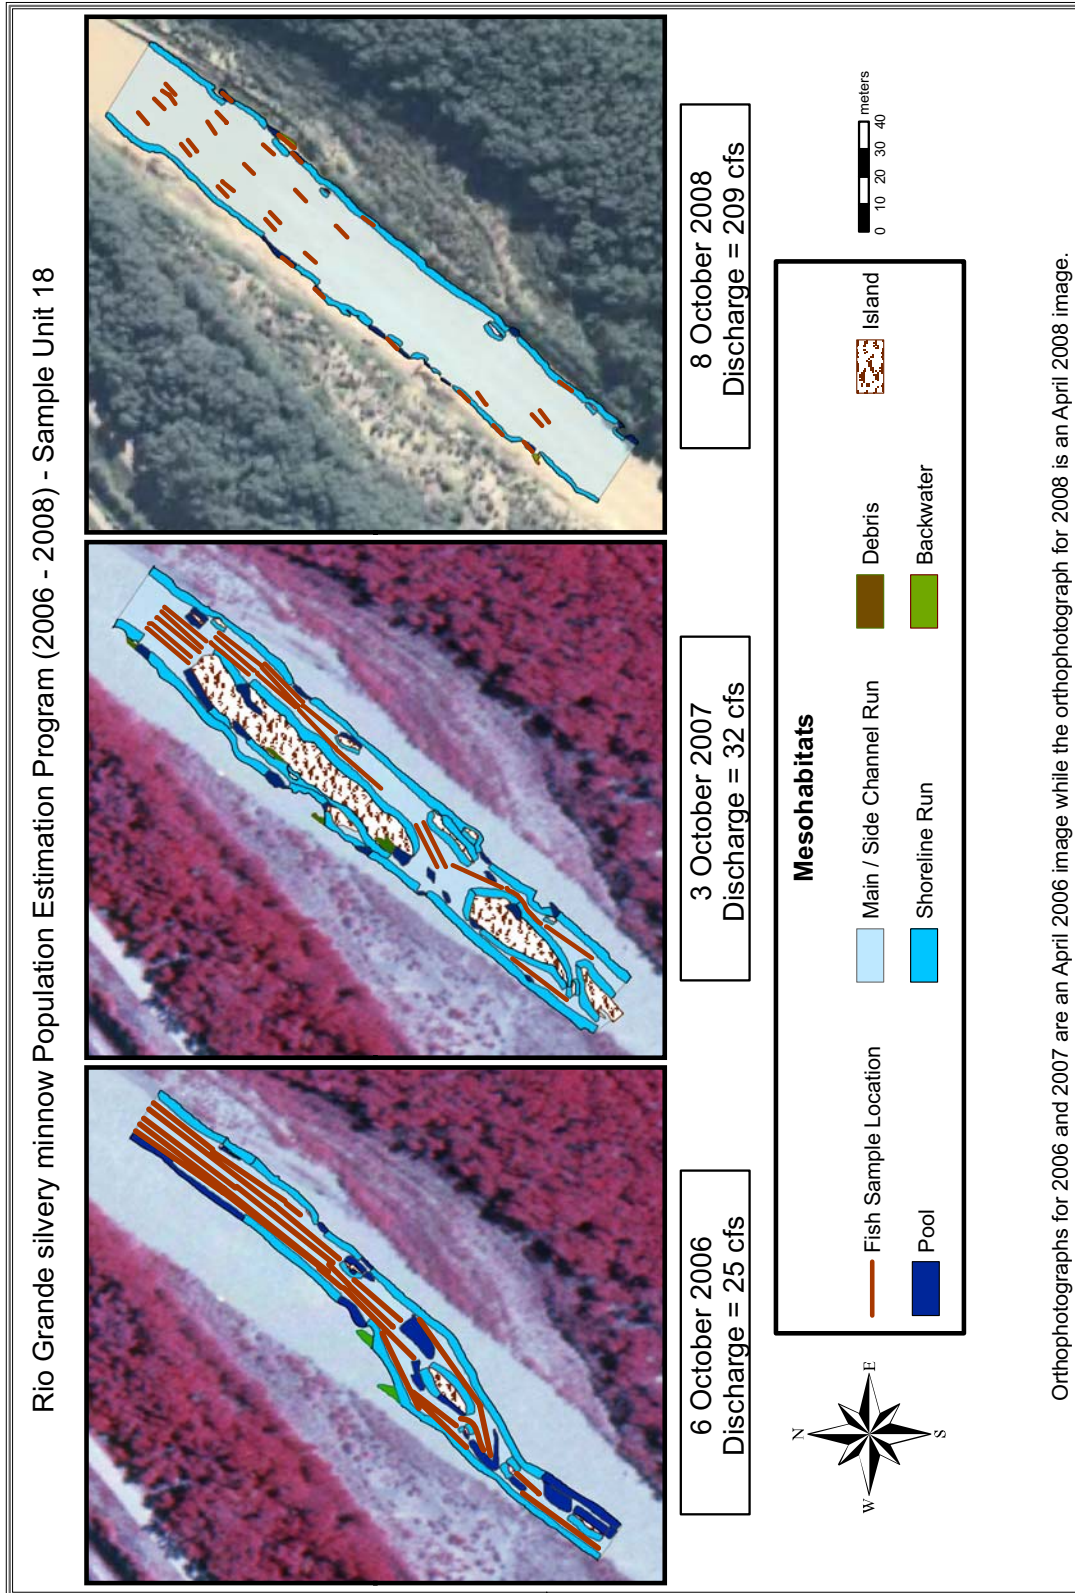 Rio Grande silvery minnow Population Estimation Program (2006 - 2008) - Sample Unit 18
6 October 2006
Discharge = 25 cfs
3 October 2007
Discharge = 32 cfs
8 October 2008
Discharge = 209 cfs
N
W
E
S
Mesohabitats
Fish Sample Location
Main / Side Channel Run
Debris
Island
Pool
Shoreline Run
Backwater
meters
0 10 20 30 40
Orthophotographs for 2006 and 2007 are an April 2006 image while the orthophotograph for 2008 is an April 2008 image.